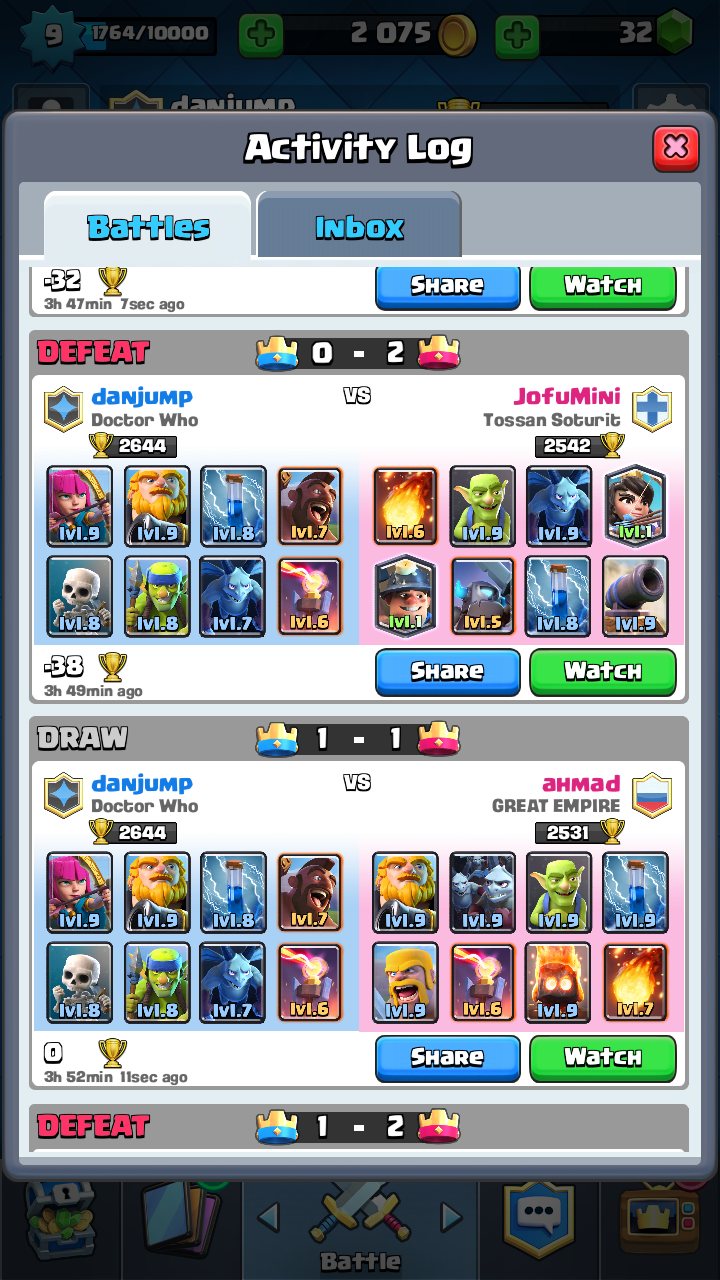 9 1764/10000 2 075 32
danjump
Activity Log
Battles Inbox
-32
3h 47min 7sec ago
Share Watch
DEFEAT 0 - 2
danjump VS JofuMini
Doctor Who Tossan Soturit
2644 2542
lvl.9 lvl.9 lvl.8 lvl.7 lvl.6 lvl.9 lvl.9 lvl.1
lvl.8 lvl.8 lvl.7 lvl.6 lvl.1 lvl.5 lvl.8 lvl.9
-38
3h 49min ago
Share Watch
DRAW 1 - 1
danjump VS aHMad
Doctor Who GREAT EMPIRE
2644 2531
lvl.9 lvl.9 lvl.8 lvl.7 lvl.9 lvl.9 lvl.9 lvl.9
lvl.8 lvl.8 lvl.7 lvl.6 lvl.9 lvl.6 lvl.9 lvl.7
0
3h 52min 11sec ago
Share Watch
DEFEAT 1 - 2
Battle